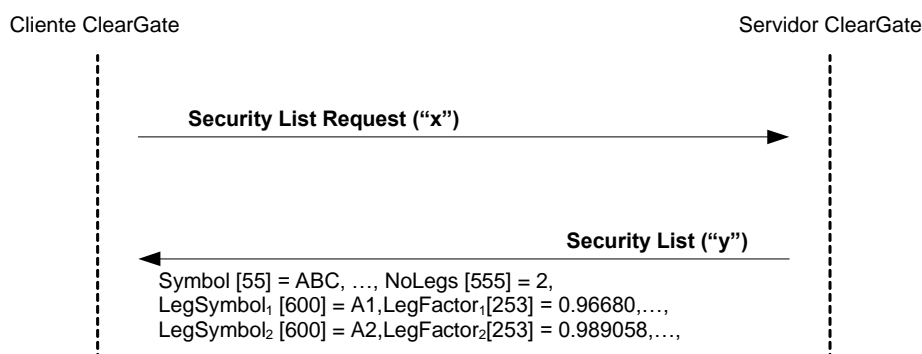 Cliente ClearGate
Servidor ClearGate
Security List Request (“x”)
Security List (“y”)
Symbol [55] = ABC, …, NoLegs [555] = 2,
LegSymbol₁ [600] = A1,LegFactor₁[253] = 0.96680,…,
LegSymbol₂ [600] = A2,LegFactor₂[253] = 0.989058,…,